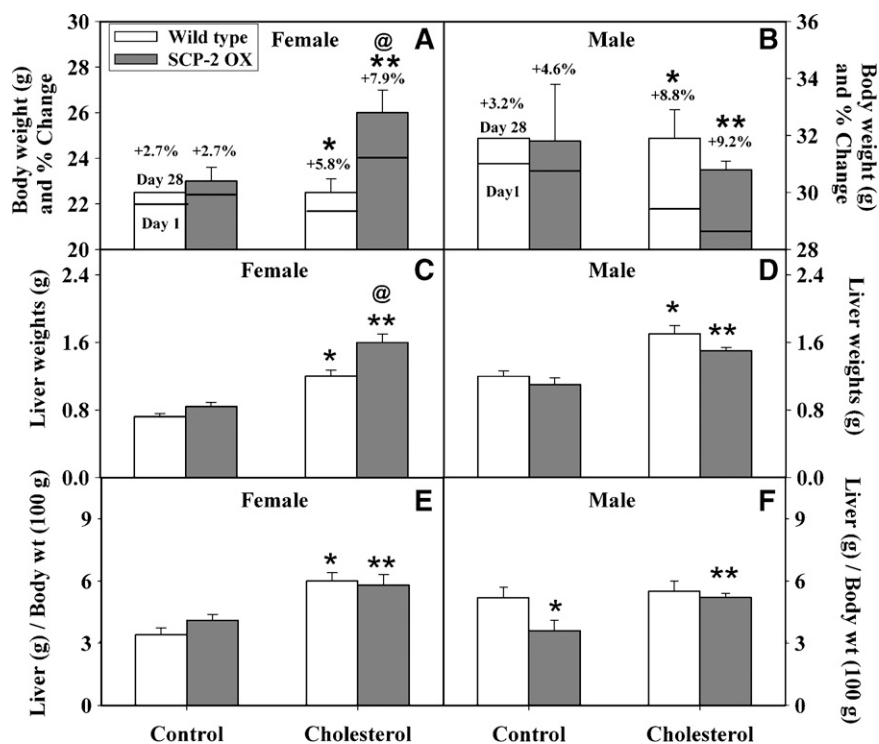 Wild type
SCP-2 OX
Female
A
@
**
+7.9%
+2.7%
+2.7%
*
+5.8%
Day 28
Day 1
Body weight (g)
and % Change
30
28
26
24
22
20
Male
B
+3.2%
+4.6%
Day 28
Day1
*
+8.8%
**
+9.2%
36
34
32
30
28
Body weight (g)
and % Change
Female
C
@
*
**
Liver weights (g)
2.4
1.6
0.8
0.0
Male
D
*
**
2.4
1.6
0.8
0.0
Liver weights (g)
Female
E
*
**
Liver (g) / Body wt (100 g)
9
6
3
0
Control
Cholesterol
Male
F
*
**
9
6
3
0
Liver (g) / Body wt (100 g)
Control
Cholesterol